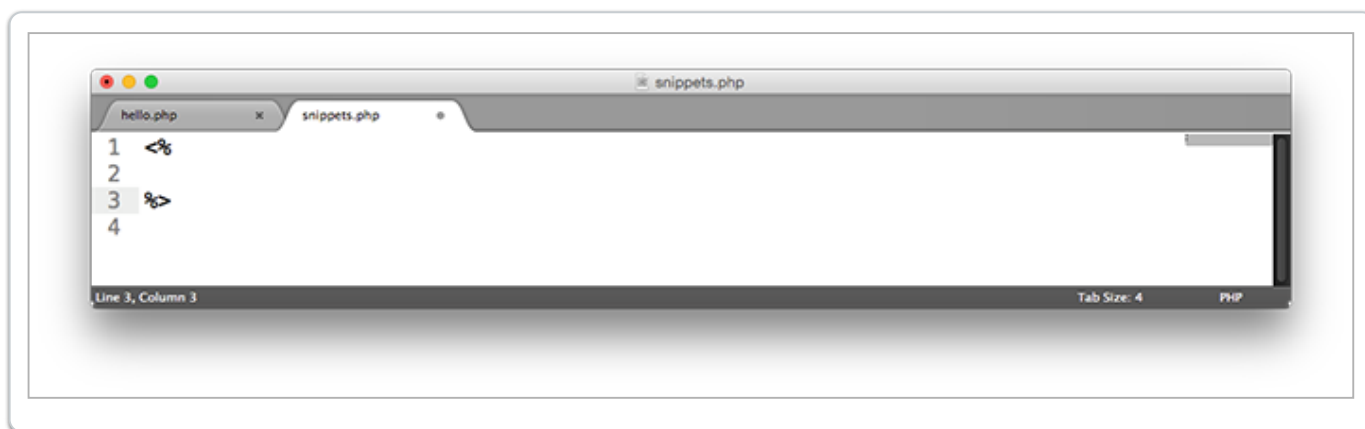 snippets.php
hello.php × snippets.php
1 <%
2
3 %>
4
Line 3, Column 3 Tab Size: 4 PHP